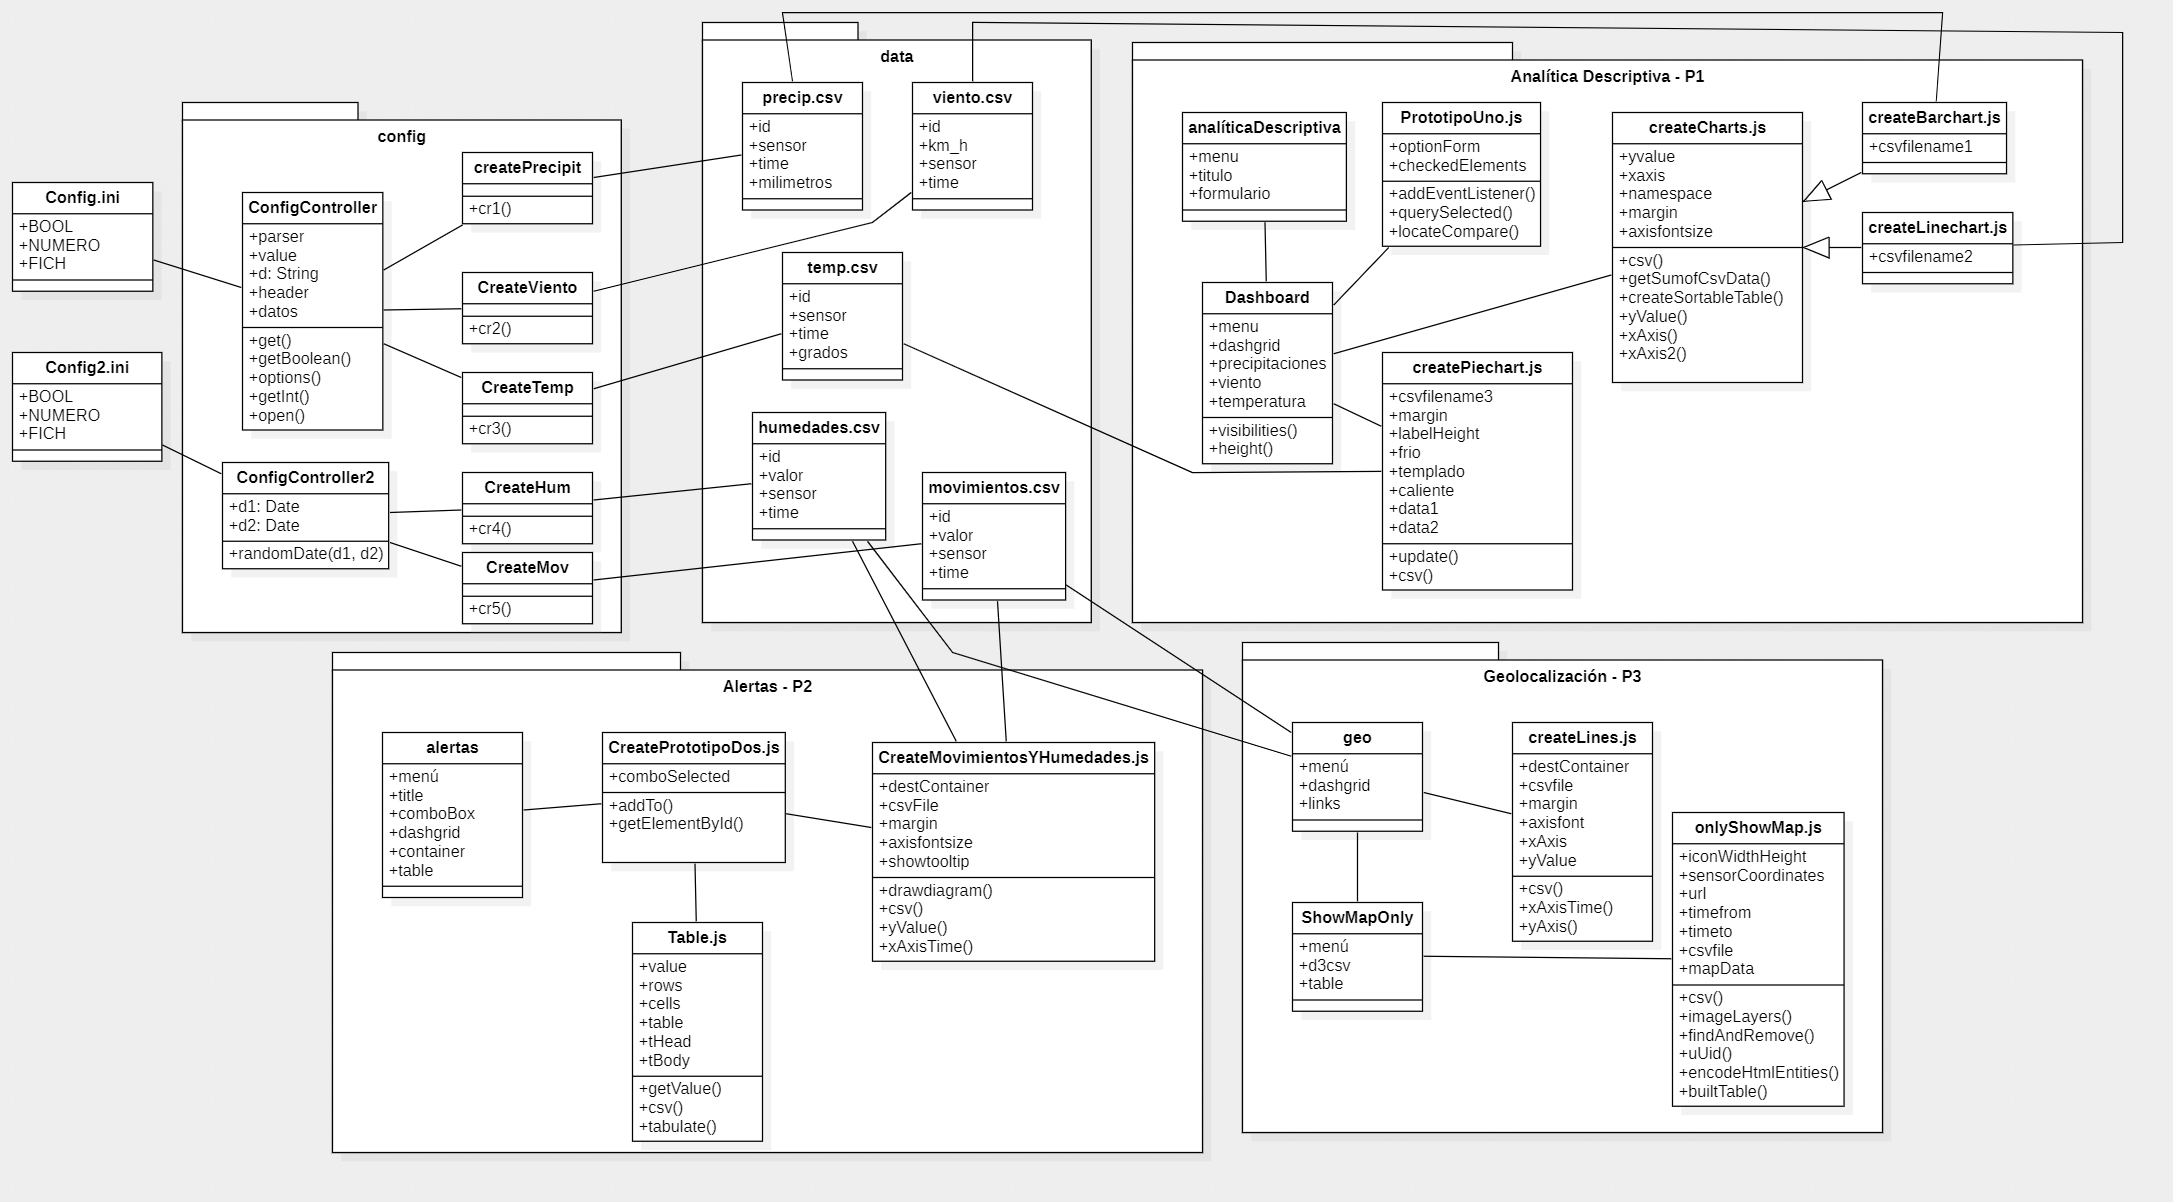 Config.ini
+BOOL
+NUMERO
+FICH
Config2.ini
+BOOL
+NUMERO
+FICH
config
ConfigController
+parser
+value
+d: String
+header
+datos
+get()
+getBoolean()
+options()
+getInt()
+open()
ConfigController2
+d1: Date
+d2: Date
+randomDate(d1, d2)
createPrecipit
+cr1()
CreateViento
+cr2()
CreateTemp
+cr3()
CreateHum
+cr4()
CreateMov
+cr5()
data
precip.csv
+id
+sensor
+time
+milimetros
viento.csv
+id
+km_h
+sensor
+time
temp.csv
+id
+sensor
+time
+grados
humedades.csv
+id
+valor
+sensor
+time
movimientos.csv
+id
+valor
+sensor
+time
Analítica Descriptiva - P1
analíticaDescriptiva
+menu
+titulo
+formulario
PrototipoUno.js
+optionForm
+checkedElements
+addEventListener()
+querySelected()
+locateCompare()
Dashboard
+menu
+dashgrid
+precipitaciones
+viento
+temperatura
+visibilities()
+height()
createPiechart.js
+csvfilename3
+margin
+labelHeight
+frio
+templado
+caliente
+data1
+data2
+update()
+csv()
createCharts.js
+yvalue
+xaxis
+namespace
+margin
+axisfontsize
+csv()
+getSumofCsvData()
+createSortableTable()
+yValue()
+xAxis()
+xAxis2()
createBarchart.js
+csvfilename1
createLinechart.js
+csvfilename2
Alertas - P2
alertas
+menú
+title
+comboBox
+dashgrid
+container
+table
CreatePrototipoDos.js
+comboSelected
+addTo()
+getElementById()
Table.js
+value
+rows
+cells
+table
+tHead
+tBody
+getValue()
+csv()
+tabulate()
CreateMovimientosYHumedades.js
+destContainer
+csvFile
+margin
+axisfontsize
+showtooltip
+drawdiagram()
+csv()
+yValue()
+xAxisTime()
Geolocalización - P3
geo
+menú
+dashgrid
+links
ShowMapOnly
+menú
+d3csv
+table
createLines.js
+destContainer
+csvfile
+margin
+axisfont
+xAxis
+yValue
+csv()
+xAxisTime()
+yAxis()
onlyShowMap.js
+iconWidthHeight
+sensorCoordinates
+url
+timefrom
+timeto
+csvfile
+mapData
+csv()
+imageLayers()
+findAndRemove()
+uUid()
+encodeHtmlEntities()
+builtTable()